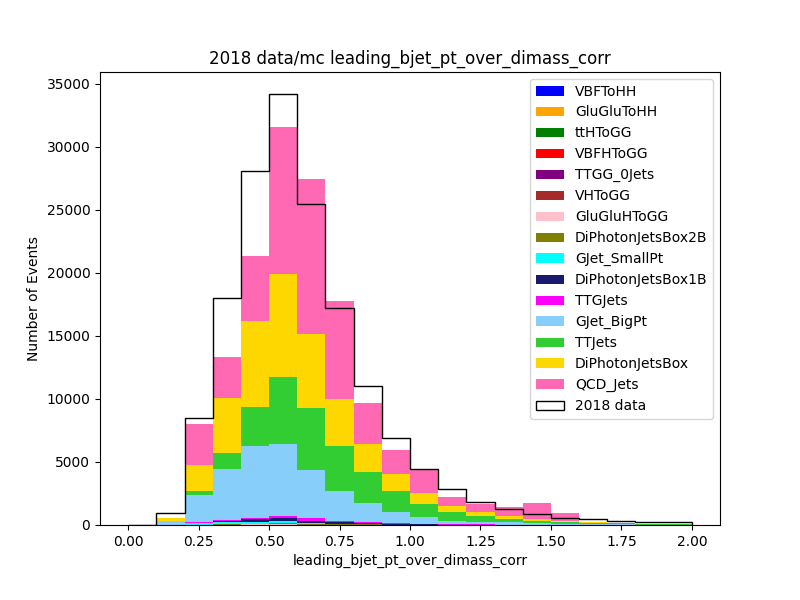 2018 data/mc leading_bjet_pt_over_dimass_corr
Number of Events
35000
30000
25000
20000
15000
10000
5000
0
0.00 0.25 0.50 0.75 1.00 1.25 1.50 1.75 2.00
leading_bjet_pt_over_dimass_corr
VBFToHH
GluGluToHH
ttHToGG
VBFHToGG
TTGG_0Jets
VHToGG
GluGluHToGG
DiPhotonJetsBox2B
GJet_SmallPt
DiPhotonJetsBox1B
TTGJets
GJet_BigPt
TTJets
DiPhotonJetsBox
QCD_Jets
2018 data